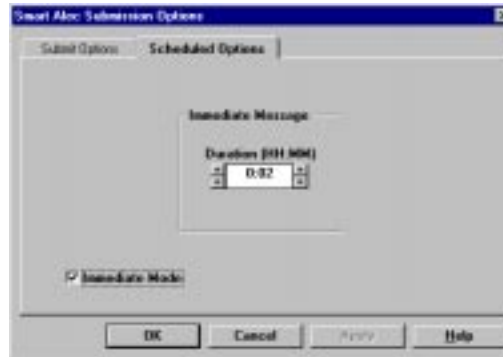 Smart Alec Submission Options
Submit Options Scheduled Options
Immediate Message
Duration (HH:MM)
0:02
Immediate Mode
OK Cancel Apply Help